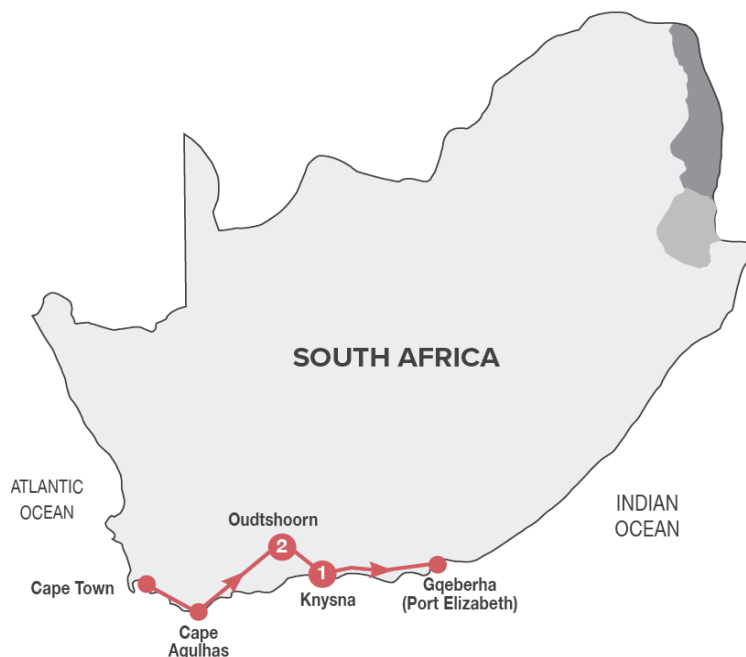 SOUTH AFRICA
ATLANTIC
OCEAN
INDIAN
OCEAN
Oudtshoorn
2
1
Cape Town
Knysna
Gqeberha
(Port Elizabeth)
Cape
Agulhas